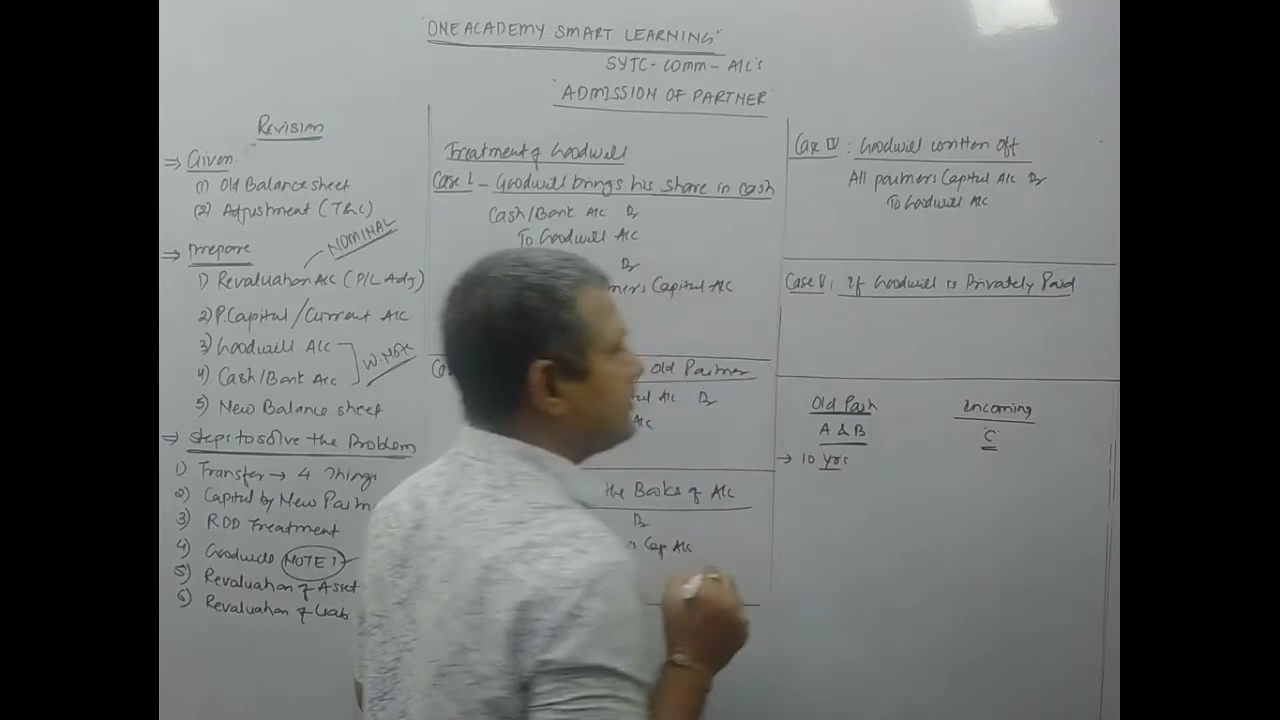 "ONE ACADEMY SMART LEARNING"
SYJC - COMM - A/C's
"ADMISSION OF PARTNER"
Revision
⇒ Given
(1) Old Balance sheet
(2) Adjustment (T&C)
⇒ Prepare
NOMINAL
1) Revaluation A/c (P/L Adj)
2) P.Capital / Current A/c
3) Goodwill A/c
4) Cash/Bank A/c
W.Note
5) New Balance sheet
⇒ Steps to solve the Problem
1) Transfer → 4 Things
2) Capital by New Partn
3) RDD Treatment
4) Goodwill NOTE 1
5) Revaluation of Asset
6) Revaluation of Liab
Treatment of Goodwill
Case I - Goodwill brings his share in cash
Cash/Bank A/c Dr
To Goodwill A/c
Dr
ners Capital A/c
Old Partner
A/c Dr
A/c
the Books of A/c
Dr
Cap A/c
Case IV : Goodwill written off
All partners Capital A/c Dr
To Goodwill A/c
Case V : If Goodwill is Privately Paid
Old Partn Incoming
A & B "C"
→ 10 yrs